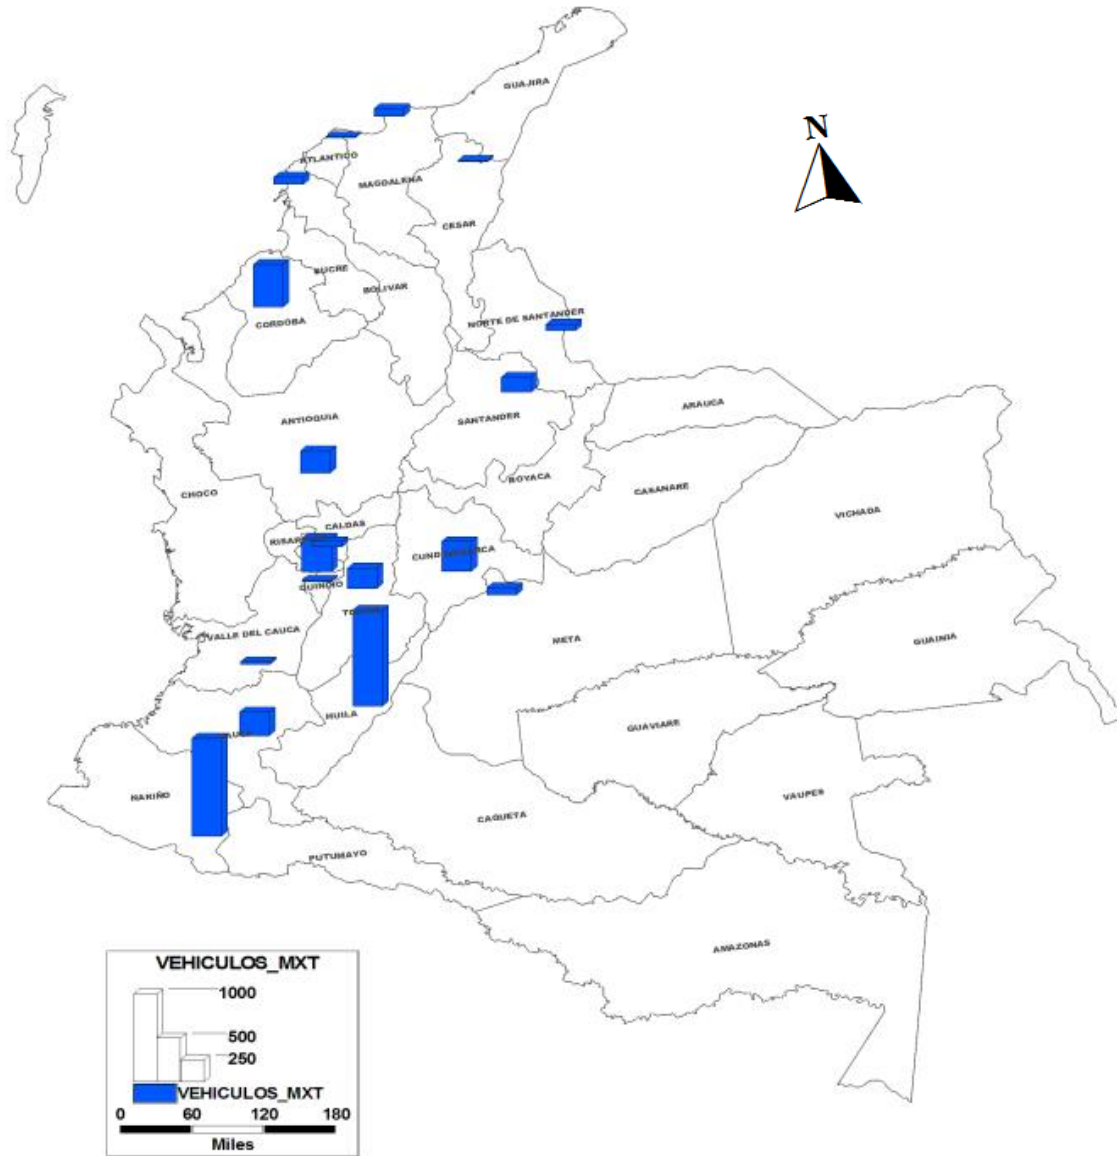 GUAJIRA
N
ATLANTICO
MAGDALENA
CESAR
SUCRE
BOLIVAR
CORDOBA
NORTE DE SANTANDER
ARAUCA
ANTIOQUIA
SANTANDER
BOYACA
CASANARE
CHOCO
VICHADA
CALDAS
CUNDINAMARCA
QUINDIO
VALLE DEL CAUCA
META
GUAINIA
HUILA
GUAVIARE
NARIÑO
VAUPES
CAQUETA
PUTUMAYO
AMAZONAS
VEHICULOS_MXT
1000
500
250
VEHICULOS_MXT
0 60 120 180
Miles